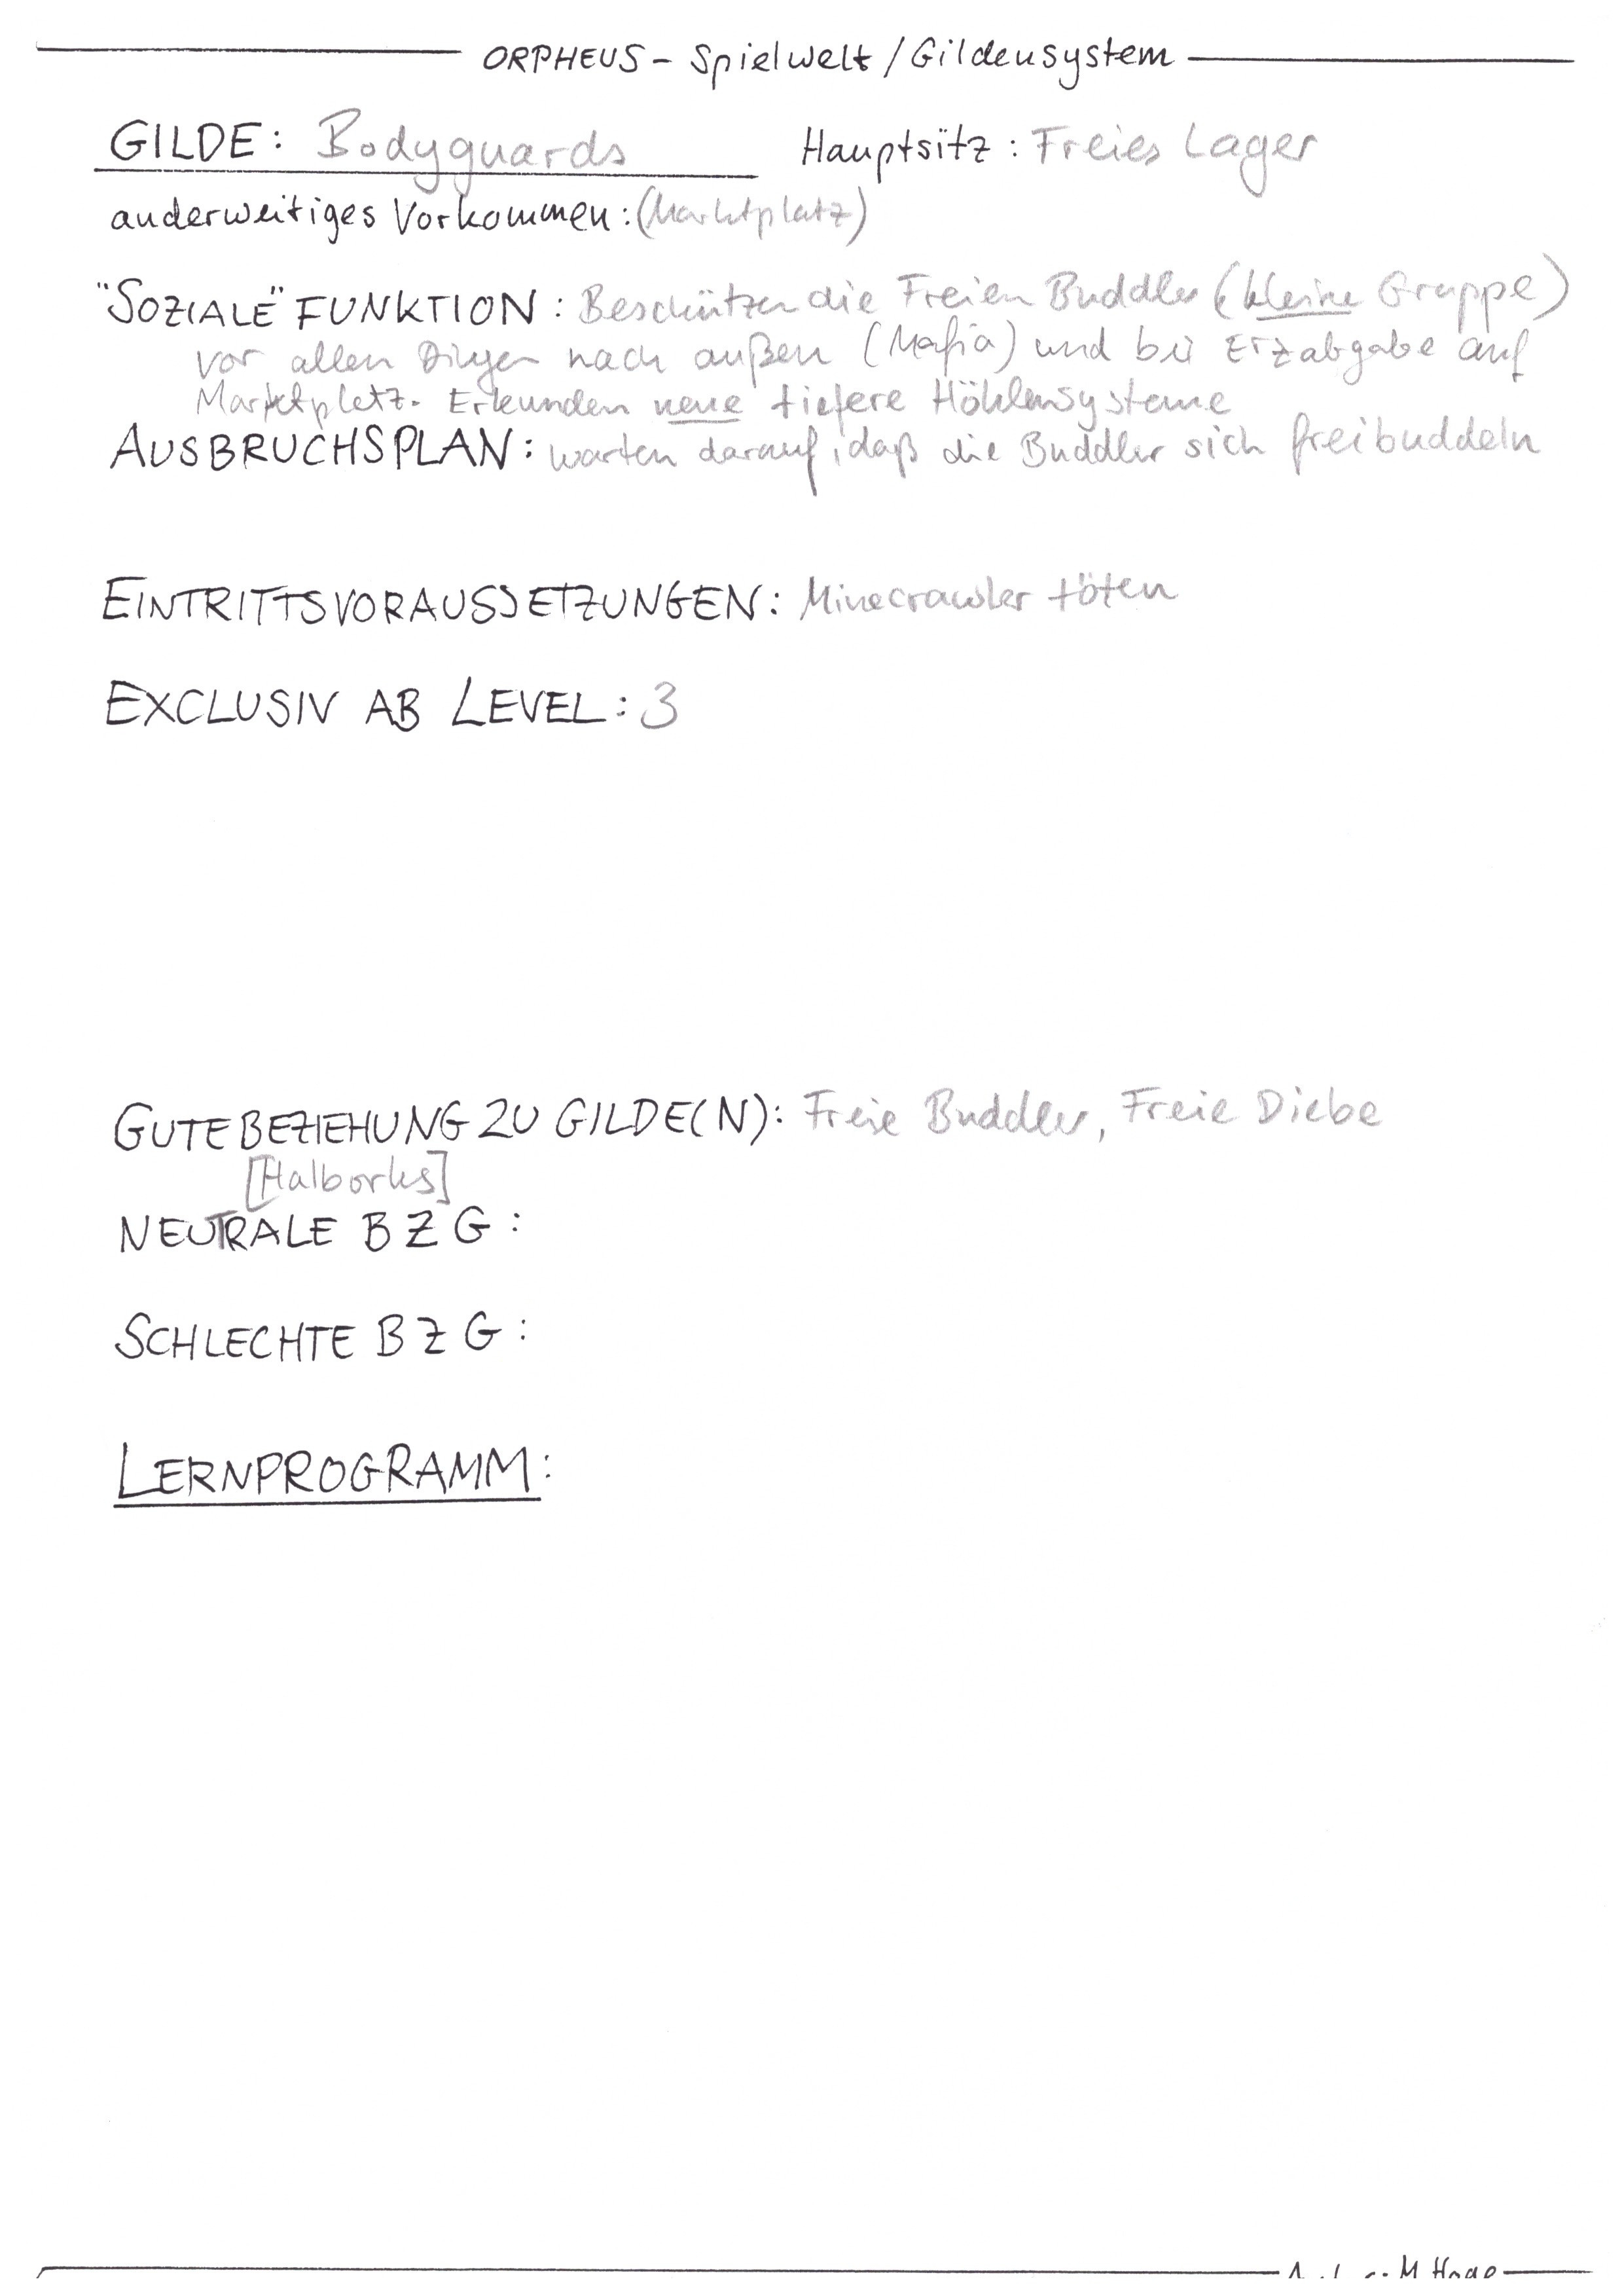 ORPHEUS - Spielwelt / Gildensystem
GILDE: Bodyguards Hauptsitz: Freies Lager
anderweitiges Vorkommen: (Marktplatz)
"SOZIALE" FUNKTION: Beschützen die Freien Buddler (kleine Gruppe)
vor allen Dingen nach außen (Mafia) und bei Erzabgabe auf
Marktplatz. Erkunden neue tiefere Höhlensysteme
AUSBRUCHSPLAN: warten darauf, daß die Buddler sich freibuddeln
EINTRITTSVORAUSSETZUNGEN: Minecrawler töten
EXCLUSIV AB LEVEL: 3
GUTE BEZIEHUNG ZU GILDE(N): Freie Buddler, Freie Diebe
[Halborks]
NEUTRALE BZG:
SCHLECHTE BZG:
LERNPROGRAMM: